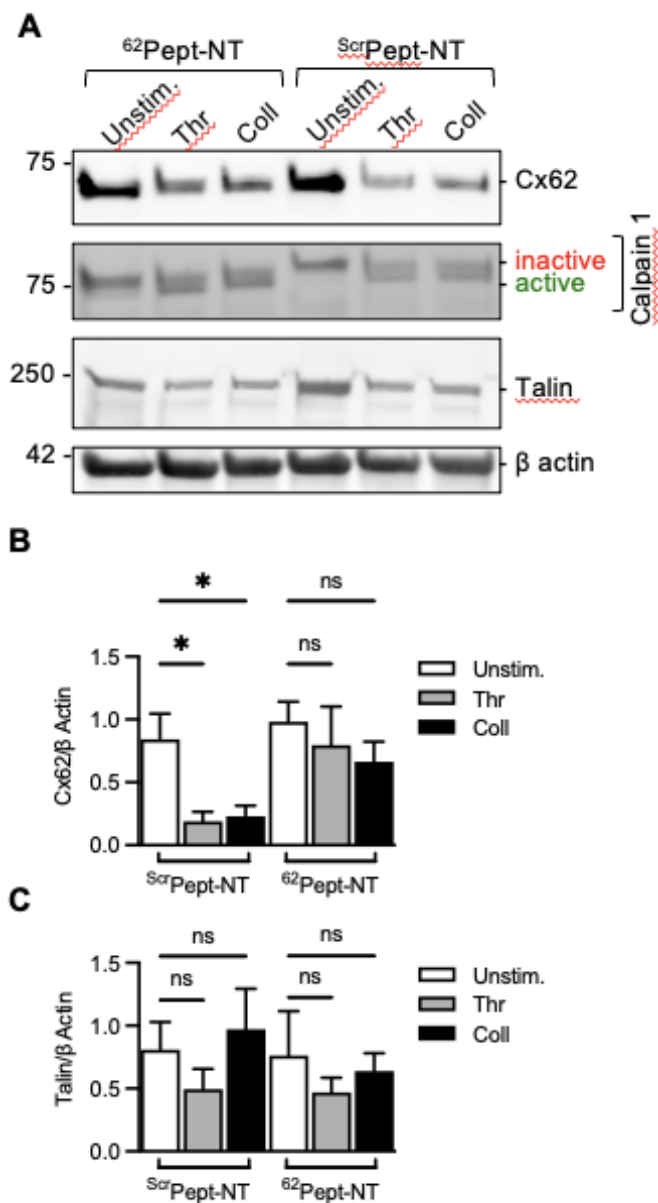 A
⁶²Pept-NT ˢᶜʳPept-NT
Unstim. Thr Coll Unstim. Thr Coll
75 Cx62
75 inactive
active
Calpain 1
250 Talin
42 β actin
B
* ns
* ns
Cx62/β Actin
1.5
1.0
0.5
0.0
Unstim.
Thr
Coll
ˢᶜʳPept-NT ⁶²Pept-NT
C
ns ns
ns ns
Talin/β Actin
1.5
1.0
0.5
0.0
Unstim.
Thr
Coll
ˢᶜʳPept-NT ⁶²Pept-NT